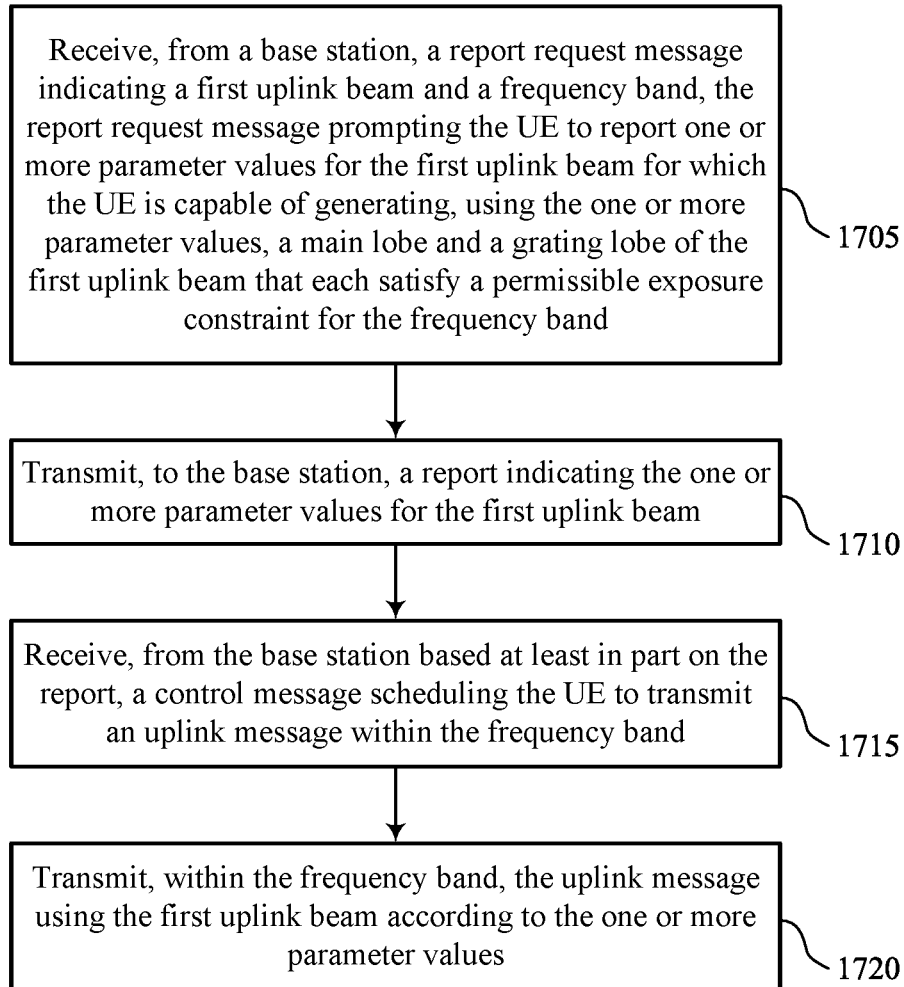 Receive, from a base station, a report request message
indicating a first uplink beam and a frequency band, the
report request message prompting the UE to report one or
more parameter values for the first uplink beam for which
the UE is capable of generating, using the one or more
parameter values, a main lobe and a grating lobe of the
first uplink beam that each satisfy a permissible exposure
constraint for the frequency band
1705
Transmit, to the base station, a report indicating the one or
more parameter values for the first uplink beam
1710
Receive, from the base station based at least in part on the
report, a control message scheduling the UE to transmit
an uplink message within the frequency band
1715
Transmit, within the frequency band, the uplink message
using the first uplink beam according to the one or more
parameter values
1720